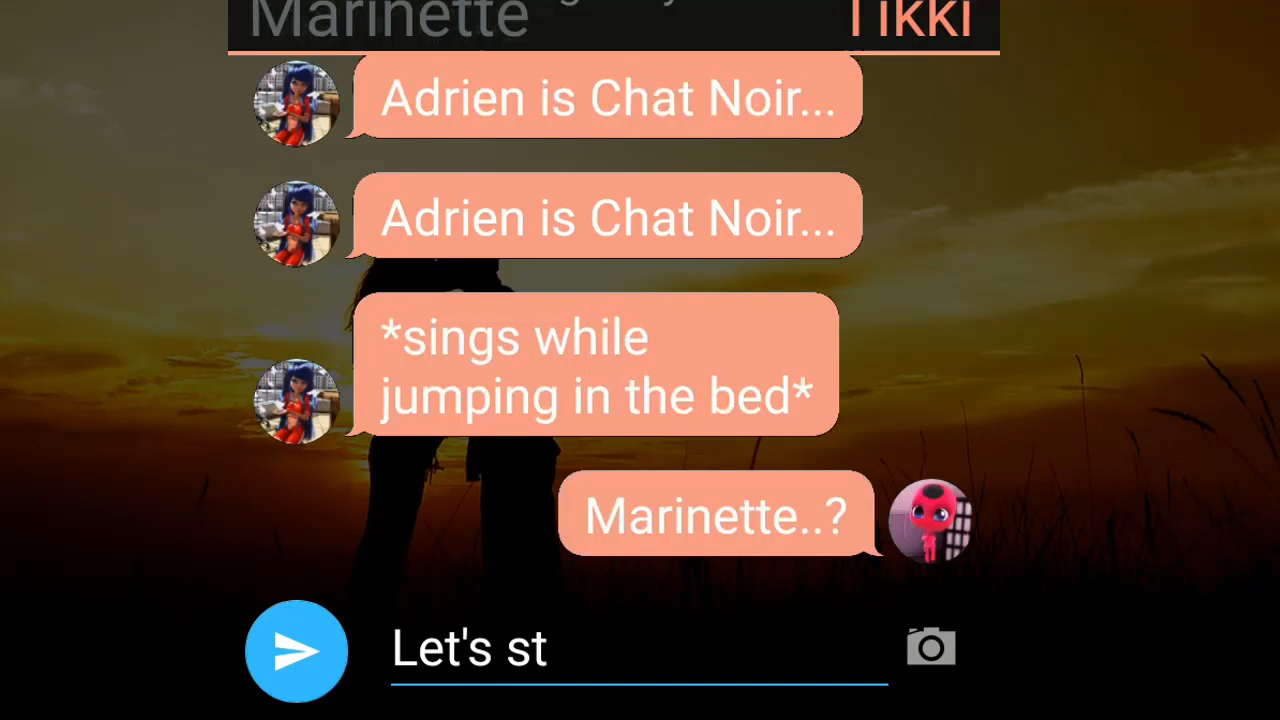 Marinette Tikki
Adrien is Chat Noir...
Adrien is Chat Noir...
*sings while
jumping in the bed*
Marinette..?
Let's st